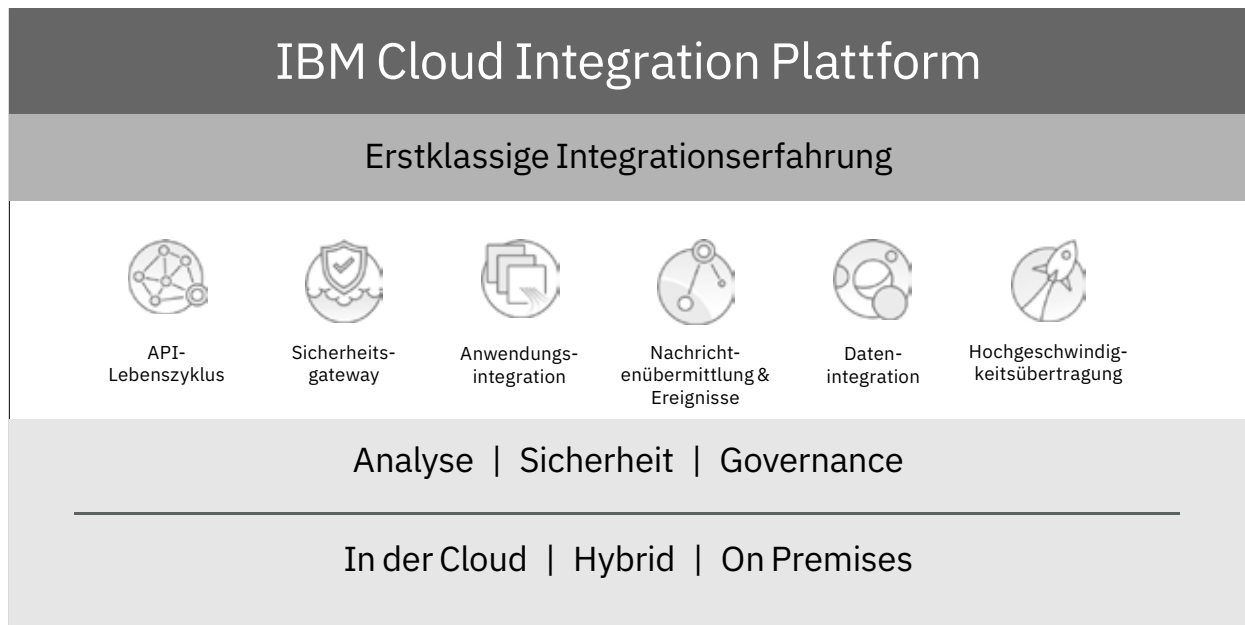 IBM Cloud Integration Plattform
Erstklassige Integrationserfahrung
API-
Lebenszyklus
Sicherheits-
gateway
Anwendungs-
integration
Nachricht-
enübermittlung &
Ereignisse
Daten-
integration
Hochgeschwindig-
keitsübertragung
Analyse | Sicherheit | Governance
In der Cloud | Hybrid | On Premises